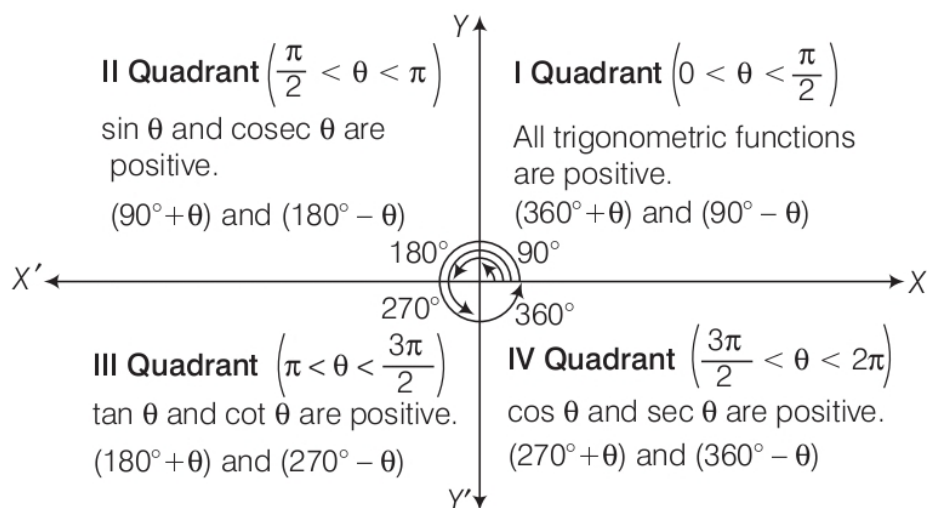 Y
II Quadrant (π/2 < θ < π)
sin θ and cosec θ are
positive.
(90°+θ) and (180° – θ)
I Quadrant (0 < θ < π/2)
All trigonometric functions
are positive.
(360°+θ) and (90° – θ)
180°
90°
X′
X
270°
360°
III Quadrant (π < θ < 3π/2)
tan θ and cot θ are positive.
(180°+θ) and (270° – θ)
IV Quadrant (3π/2 < θ < 2π)
cos θ and sec θ are positive.
(270°+θ) and (360° – θ)
Y′